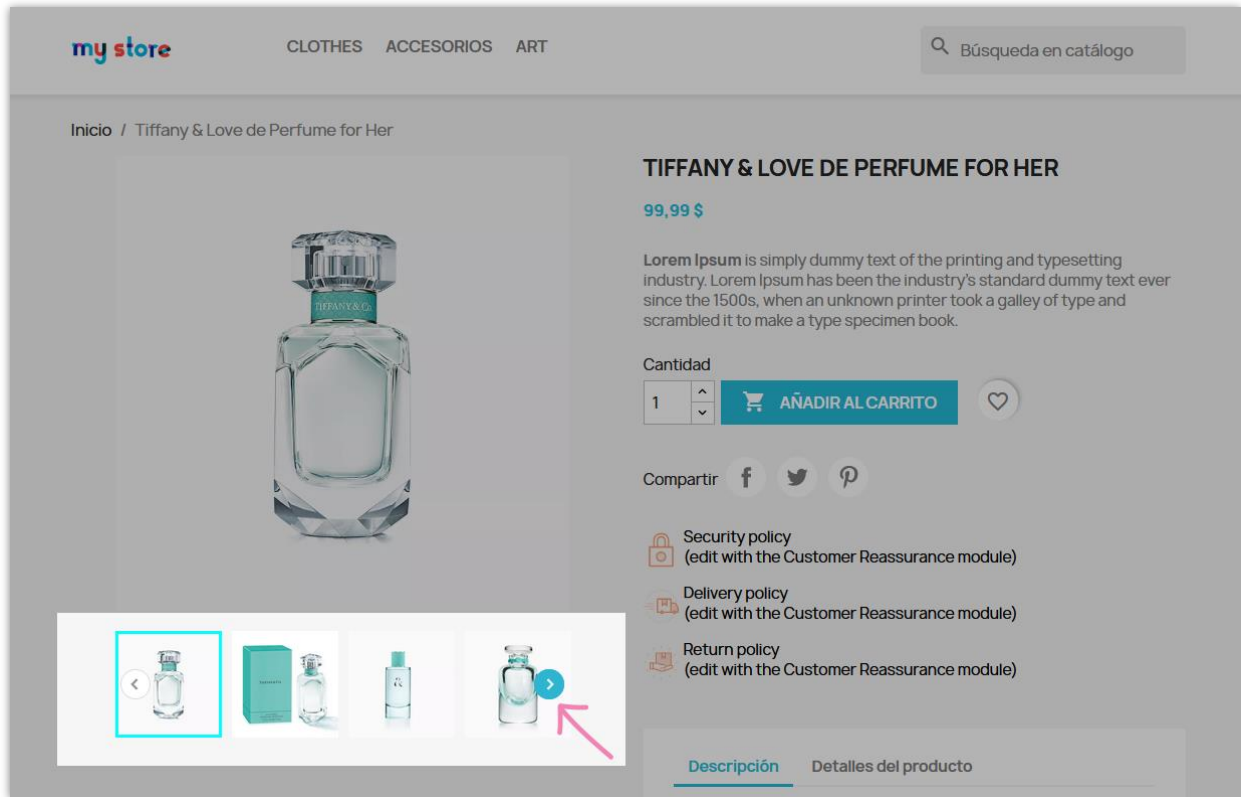 my store
CLOTHES ACCESORIOS ART
Búsqueda en catálogo
Inicio / Tiffany & Love de Perfume for Her
TIFFANY & CO.
TIFFANY & LOVE DE PERFUME FOR HER
99,99 $
Lorem Ipsum is simply dummy text of the printing and typesetting
industry. Lorem Ipsum has been the industry's standard dummy text ever
since the 1500s, when an unknown printer took a galley of type and
scrambled it to make a type specimen book.
Cantidad
1
AÑADIR AL CARRITO
Compartir
Security policy
(edit with the Customer Reassurance module)
Delivery policy
(edit with the Customer Reassurance module)
Return policy
(edit with the Customer Reassurance module)
Descripción Detalles del producto